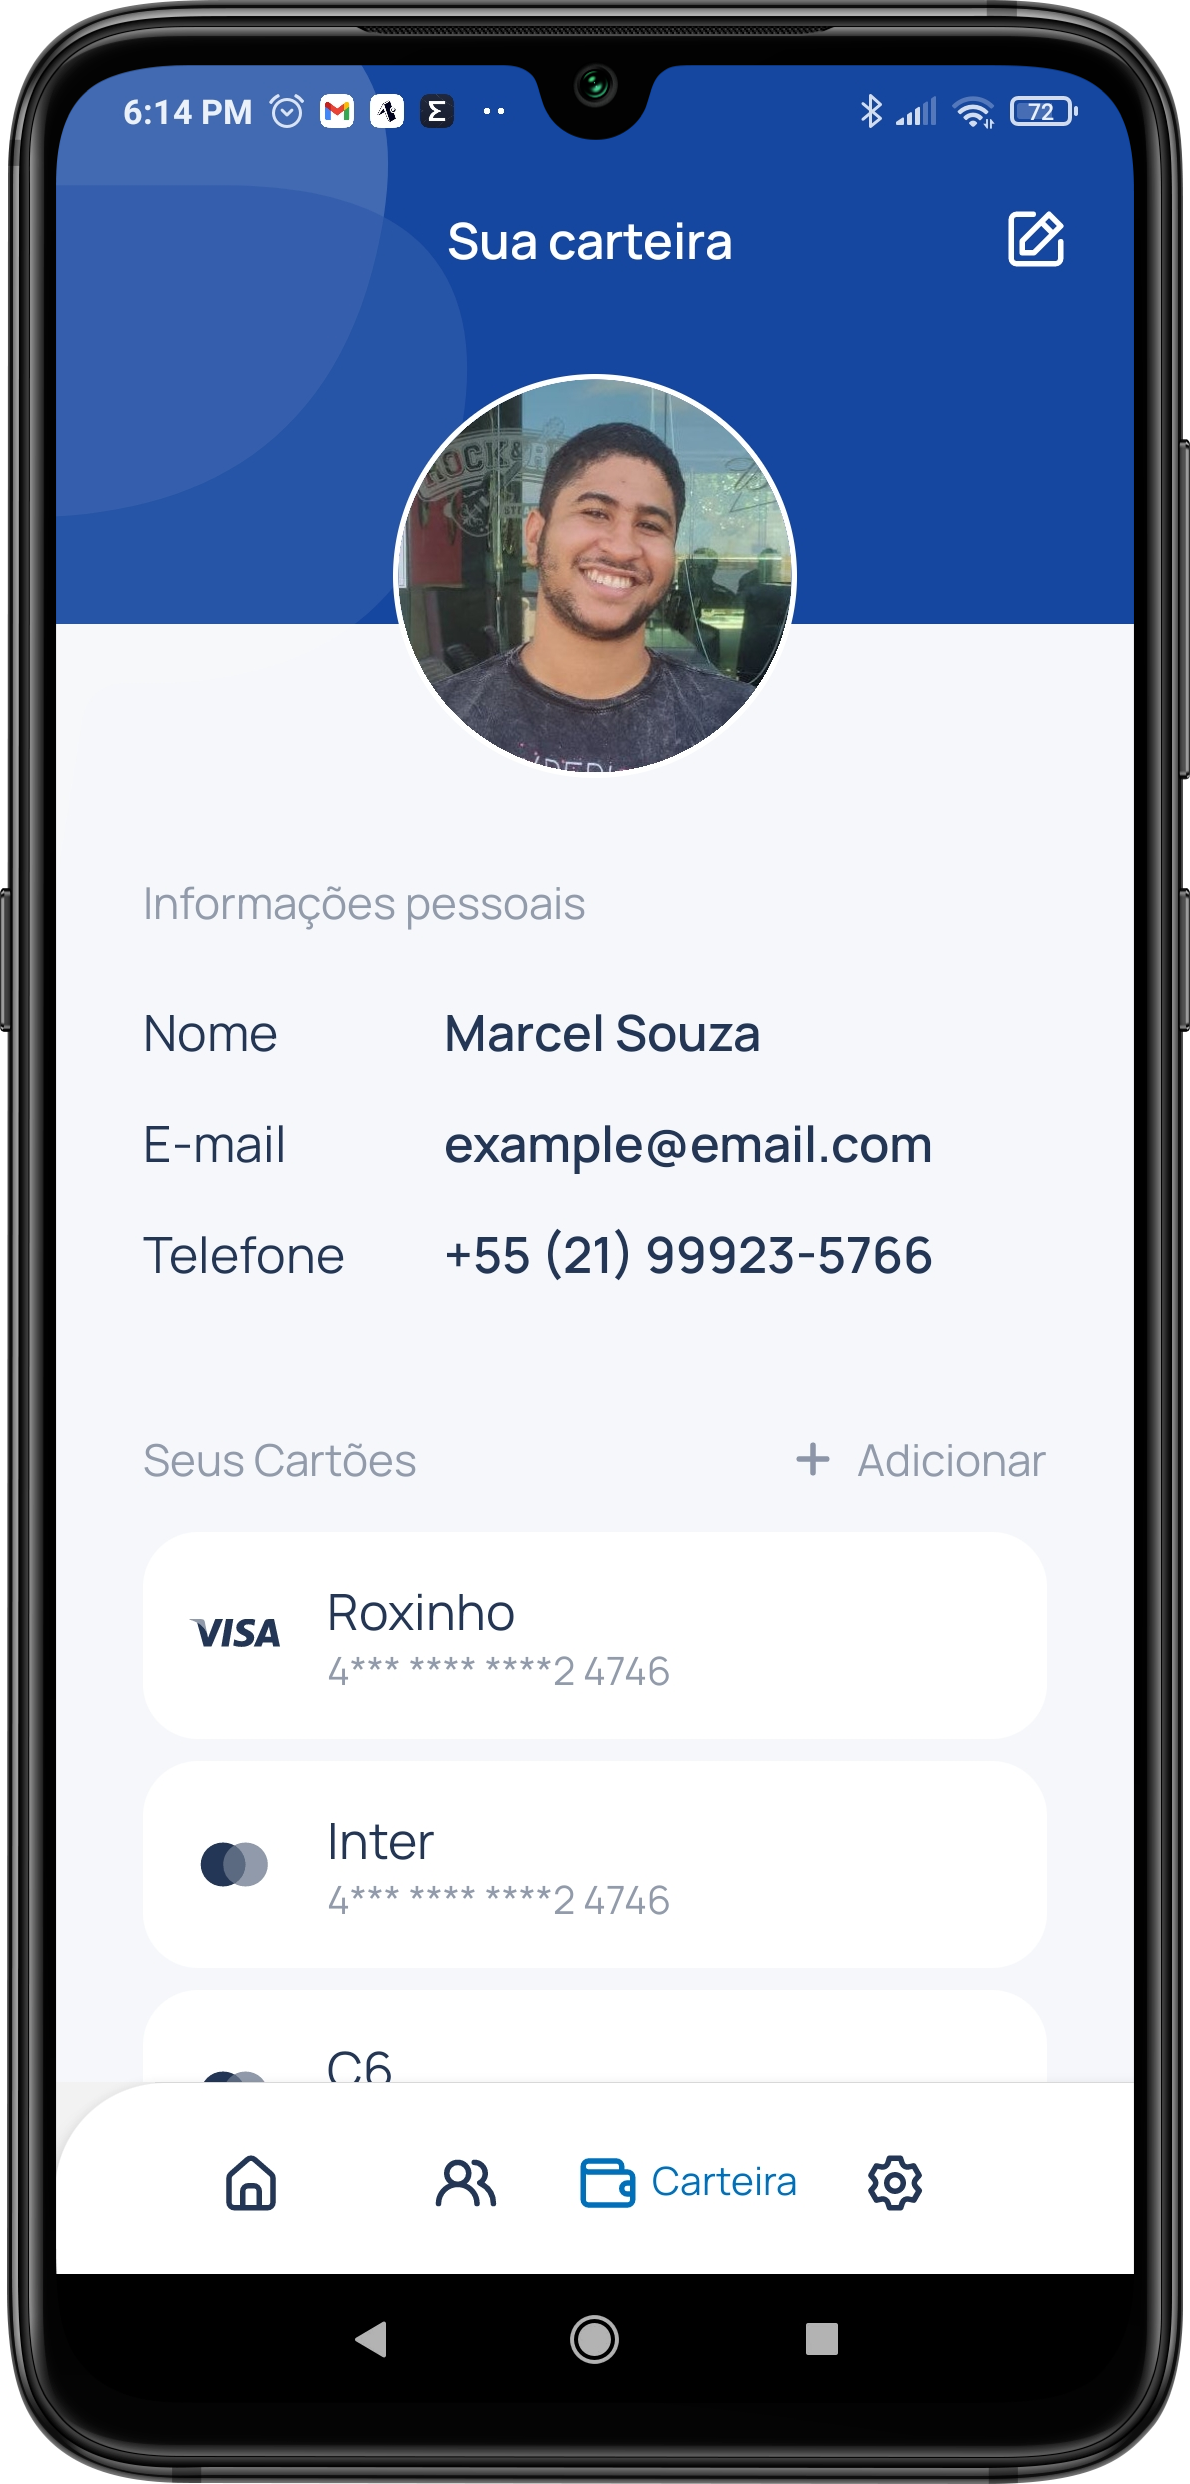 6:14 PM
72
Sua carteira
ROCK & R
Informações pessoais
Nome Marcel Souza
E-mail example@email.com
Telefone +55 (21) 99923-5766
Seus Cartões + Adicionar
VISA Roxinho
4*** **** ****2 4746
Inter
4*** **** ****2 4746
C6
Carteira